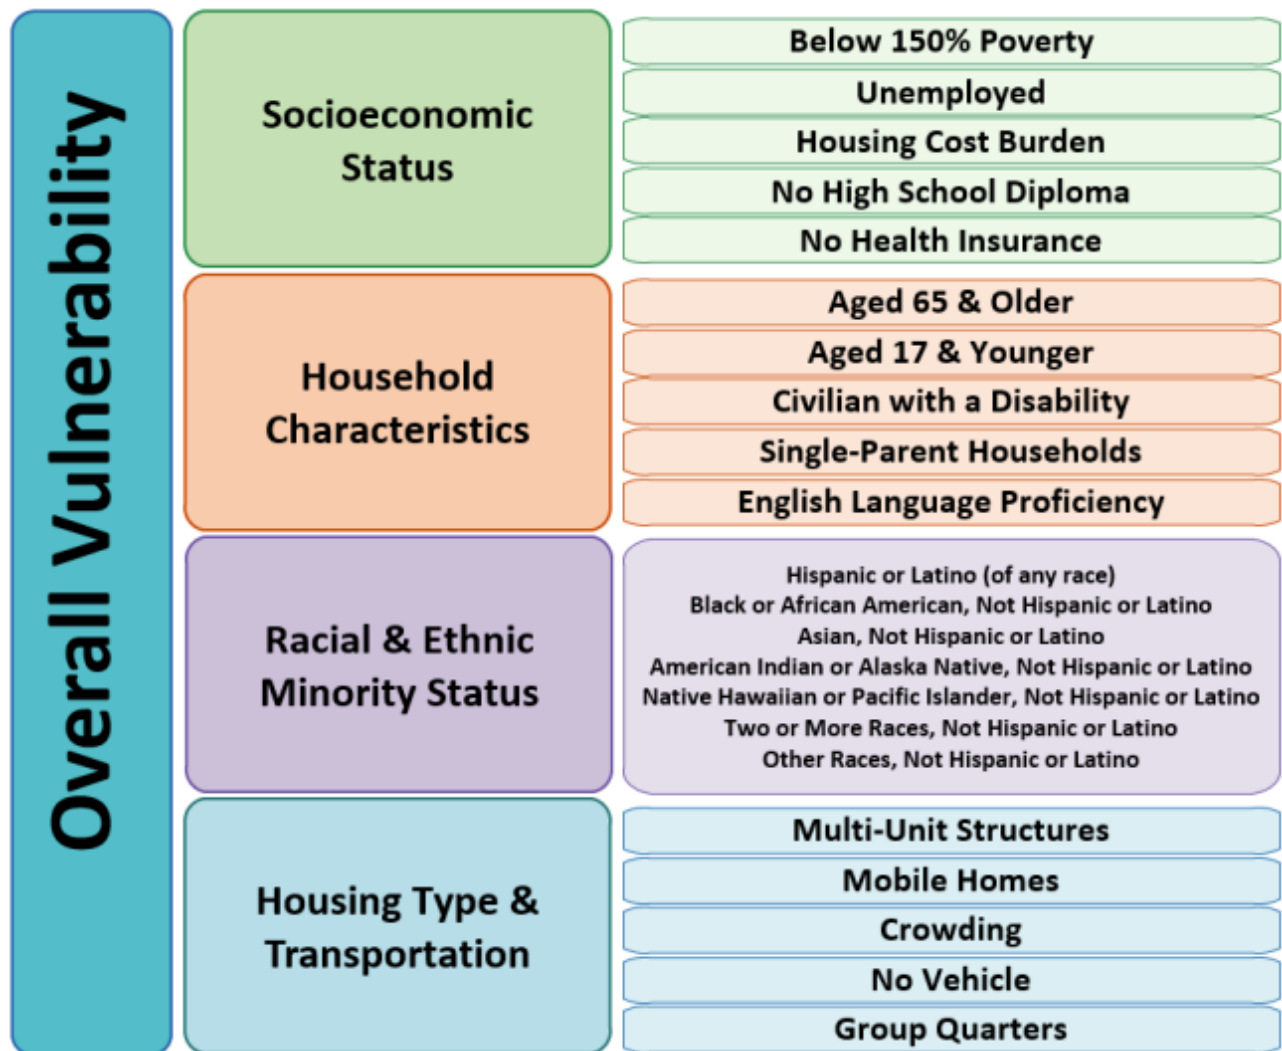 Overall Vulnerability
Socioeconomic
Status
Below 150% Poverty
Unemployed
Housing Cost Burden
No High School Diploma
No Health Insurance
Household
Characteristics
Aged 65 & Older
Aged 17 & Younger
Civilian with a Disability
Single-Parent Households
English Language Proficiency
Racial & Ethnic
Minority Status
Hispanic or Latino (of any race)
Black or African American, Not Hispanic or Latino
Asian, Not Hispanic or Latino
American Indian or Alaska Native, Not Hispanic or Latino
Native Hawaiian or Pacific Islander, Not Hispanic or Latino
Two or More Races, Not Hispanic or Latino
Other Races, Not Hispanic or Latino
Housing Type &
Transportation
Multi-Unit Structures
Mobile Homes
Crowding
No Vehicle
Group Quarters